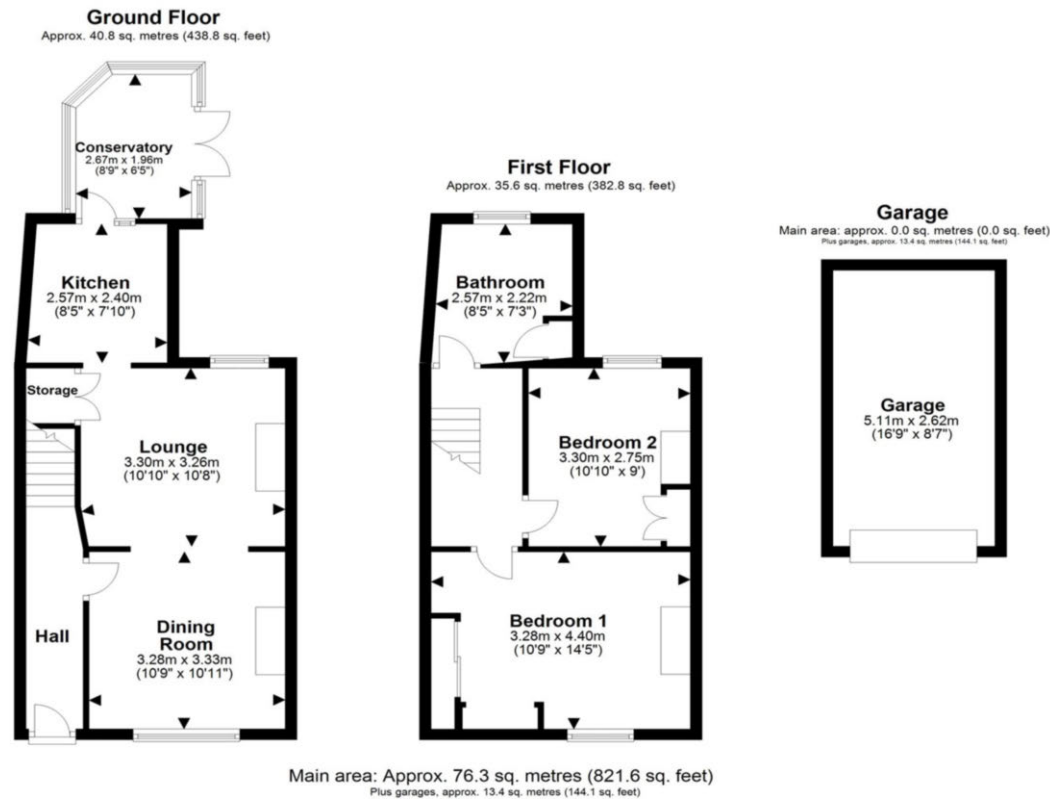 Ground Floor
Approx. 40.8 sq. metres (438.8 sq. feet)
Conservatory
2.67m x 1.96m
(8'9" x 6'5")
Kitchen
2.57m x 2.40m
(8'5" x 7'10")
Storage
Lounge
3.30m x 3.26m
(10'10" x 10'8")
Hall
Dining
Room
3.28m x 3.33m
(10'9" x 10'11")
First Floor
Approx. 35.6 sq. metres (382.8 sq. feet)
Bathroom
2.57m x 2.22m
(8'5" x 7'3")
Bedroom 2
3.30m x 2.75m
(10'10" x 9')
Bedroom 1
3.28m x 4.40m
(10'9" x 14'5")
Garage
Main area: approx. 0.0 sq. metres (0.0 sq. feet)
Plus garages, approx. 13.4 sq. metres (144.1 sq. feet)
Garage
5.11m x 2.62m
(16'9" x 8'7")
Main area: Approx. 76.3 sq. metres (821.6 sq. feet)
Plus garages, approx. 13.4 sq. metres (144.1 sq. feet)